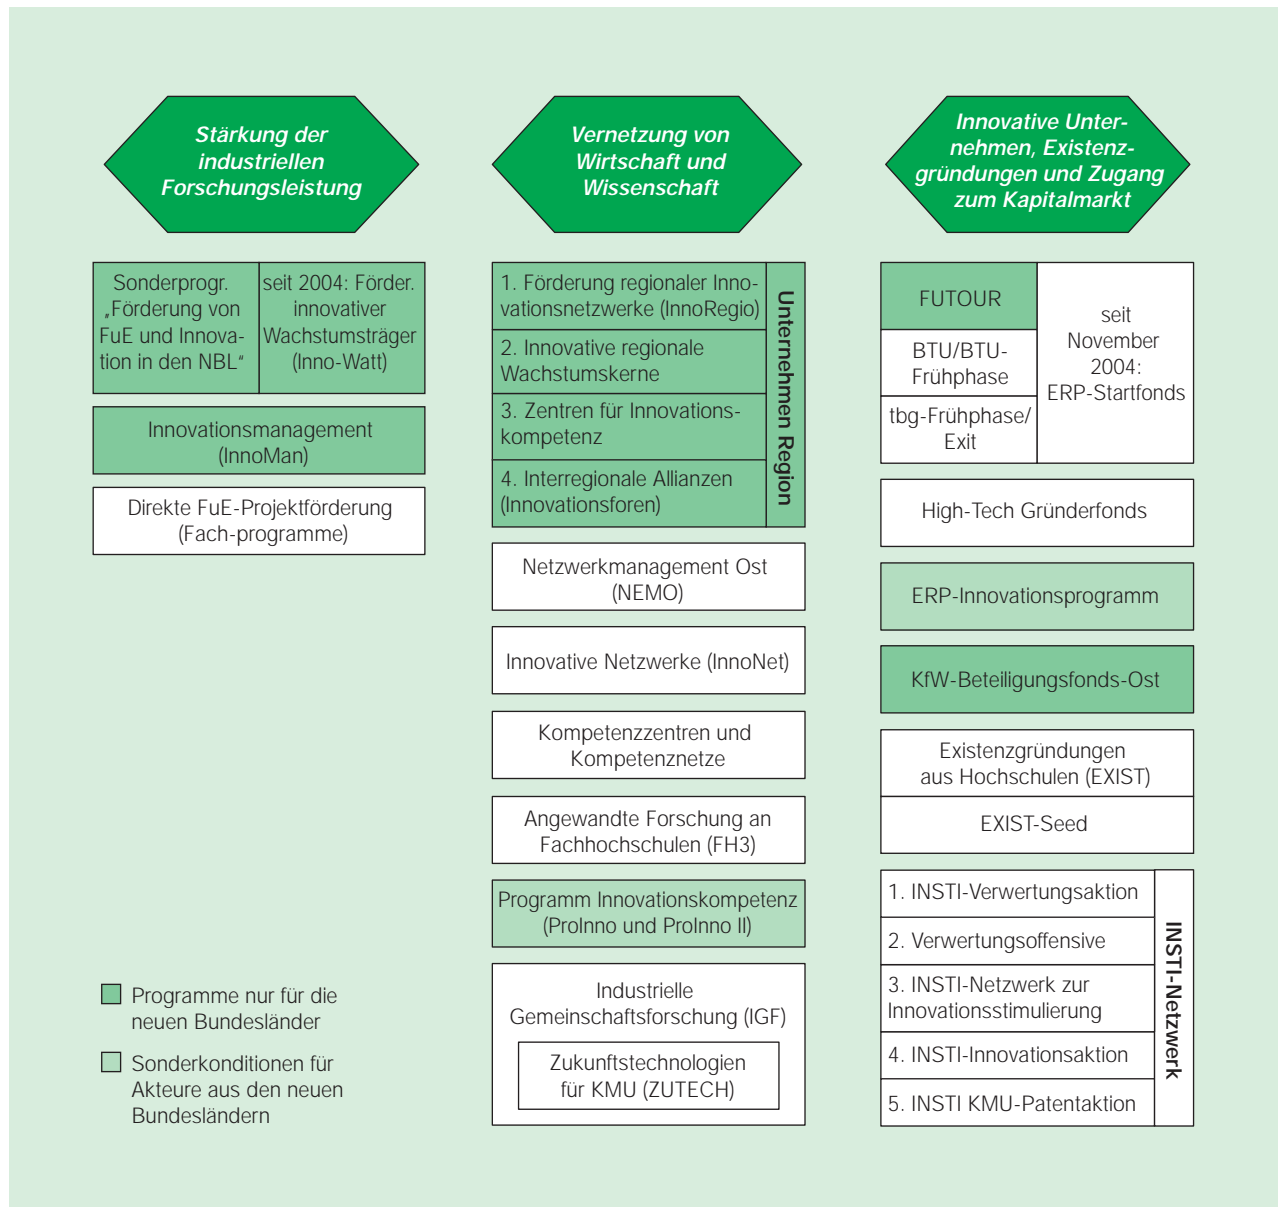 Stärkung der
industriellen
Forschungsleistung
Vernetzung von
Wirtschaft und
Wissenschaft
Innovative Unter-
nehmen, Existenz-
gründungen und Zugang
zum Kapitalmarkt
Sonderprogr.
„Förderung von
FuE und Innova-
tion in den NBL“
seit 2004: Förder.
innovativer
Wachstumsträger
(Inno-Watt)
Innovationsmanagement
(InnoMan)
Direkte FuE-Projektförderung
(Fach-programme)
1. Förderung regionaler Inno-
vationsnetzwerke (InnoRegio)
2. Innovative regionale
Wachstumskerne
3. Zentren für Innovations-
kompetenz
4. Interregionale Allianzen
(Innovationsforen)
Unternehmen Region
Netzwerkmanagement Ost
(NEMO)
Innovative Netzwerke (InnoNet)
Kompetenzzentren und
Kompetenznetze
Angewandte Forschung an
Fachhochschulen (FH3)
Programm Innovationskompetenz
(ProInno und ProInno II)
Industrielle
Gemeinschaftsforschung (IGF)
Zukunftstechnologien
für KMU (ZUTECH)
FUTOUR
BTU/BTU-
Frühphase
tbg-Frühphase/
Exit
seit
November
2004:
ERP-Startfonds
High-Tech Gründerfonds
ERP-Innovationsprogramm
KfW-Beteiligungsfonds-Ost
Existenzgründungen
aus Hochschulen (EXIST)
EXIST-Seed
1. INSTI-Verwertungsaktion
2. Verwertungsoffensive
3. INSTI-Netzwerk zur
Innovationsstimulierung
4. INSTI-Innovationsaktion
5. INSTI KMU-Patentaktion
INSTI-Netzwerk
Programme nur für die
neuen Bundesländer
Sonderkonditionen für
Akteure aus den neuen
Bundesländern